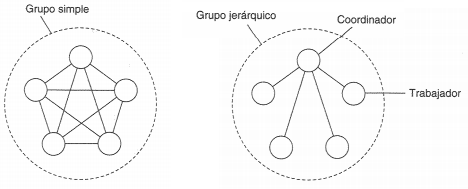 Grupo simple
Grupo jerárquico
Coordinador
Trabajador